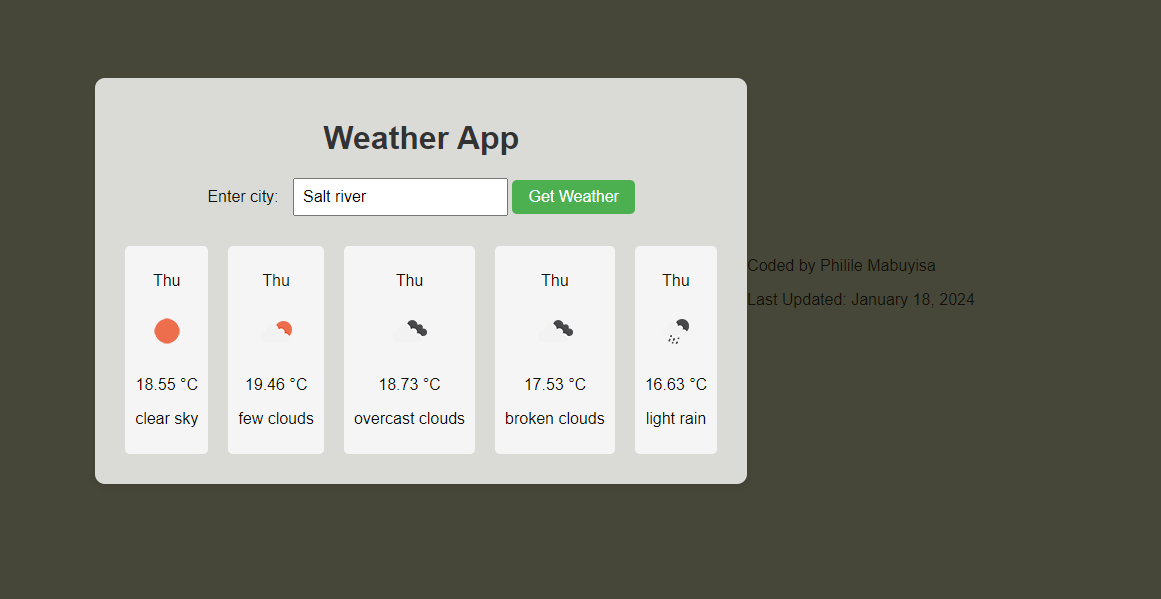 Weather App
Enter city: Salt river Get Weather
Thu Thu Thu Thu Thu
18.55 °C 19.46 °C 18.73 °C 17.53 °C 16.63 °C
clear sky few clouds overcast clouds broken clouds light rain
Coded by Philile Mabuyisa
Last Updated: January 18, 2024